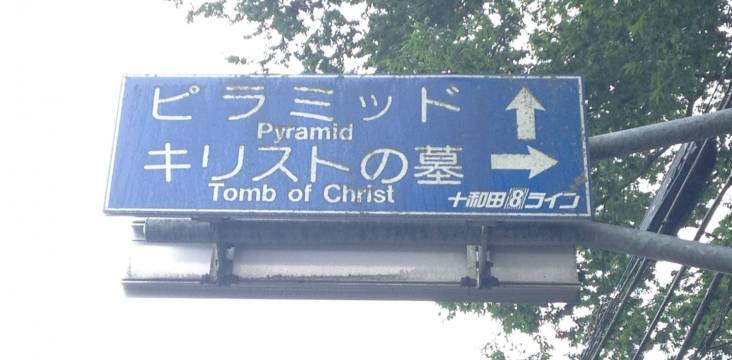 ピラミッド ↑
Pyramid
キリストの墓 →
Tomb of Christ
十和田8ライン